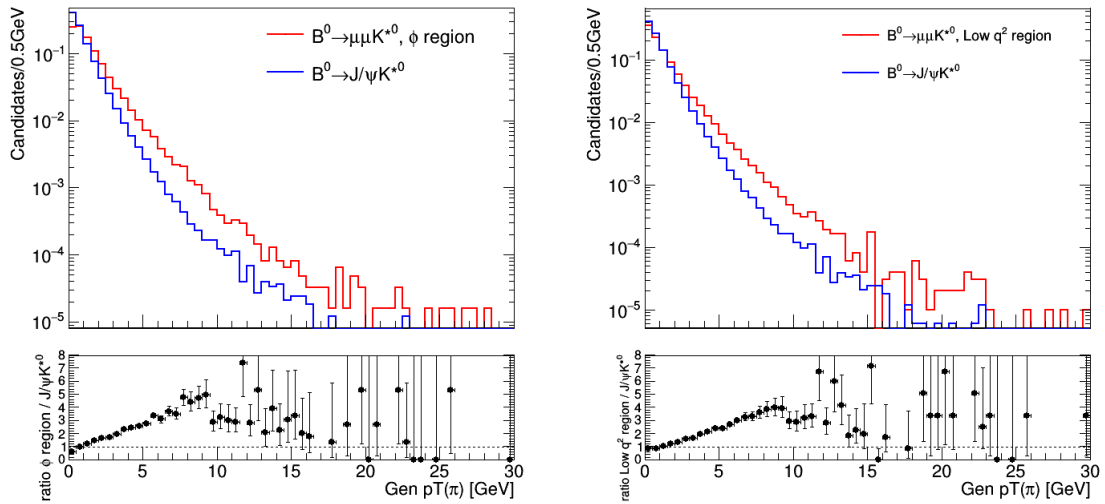 Candidates/0.5GeV
B⁰→μμK*⁰, ϕ region
B⁰→J/ψK*⁰
10⁻¹
10⁻²
10⁻³
10⁻⁴
10⁻⁵
ratio ϕ region / J/ψK*⁰
8
7
6
5
4
3
2
1
0
0 5 10 15 20 25 30
Gen pT(π) [GeV]
Candidates/0.5GeV
B⁰→μμK*⁰, Low q² region
B⁰→J/ψK*⁰
10⁻¹
10⁻²
10⁻³
10⁻⁴
10⁻⁵
ratio Low q² region / J/ψK*⁰
8
7
6
5
4
3
2
1
0
0 5 10 15 20 25 30
Gen pT(π) [GeV]